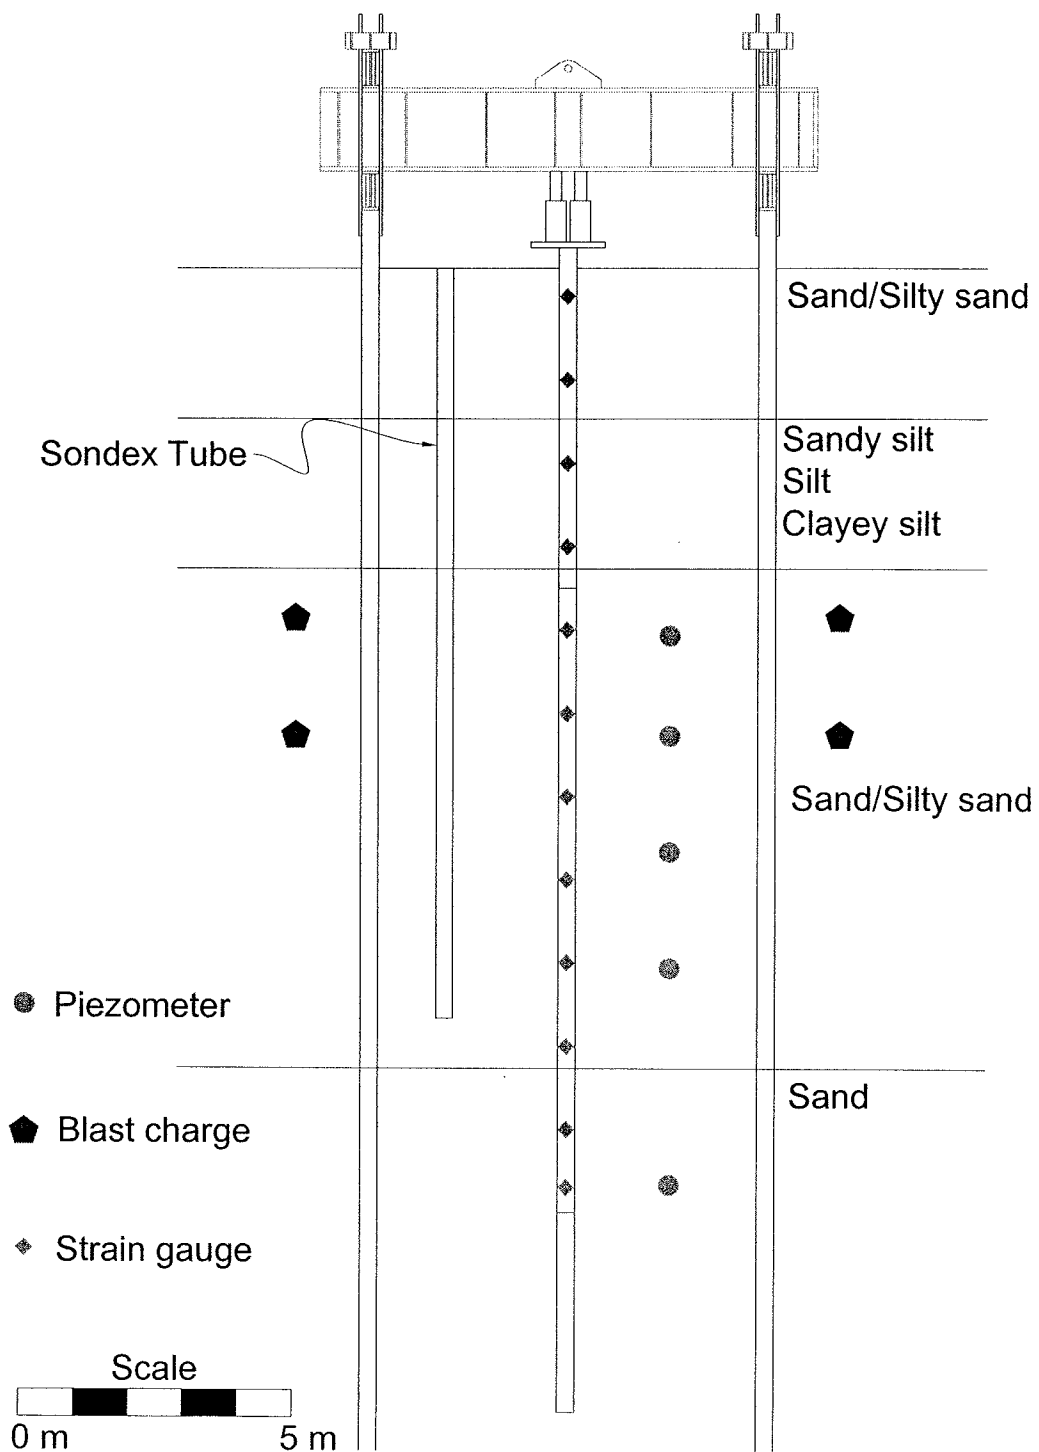 Sand/Silty sand
Sondex Tube
Sandy silt
Silt
Clayey silt
Sand/Silty sand
Piezometer
Sand
Blast charge
Strain gauge
Scale
0 m 5 m